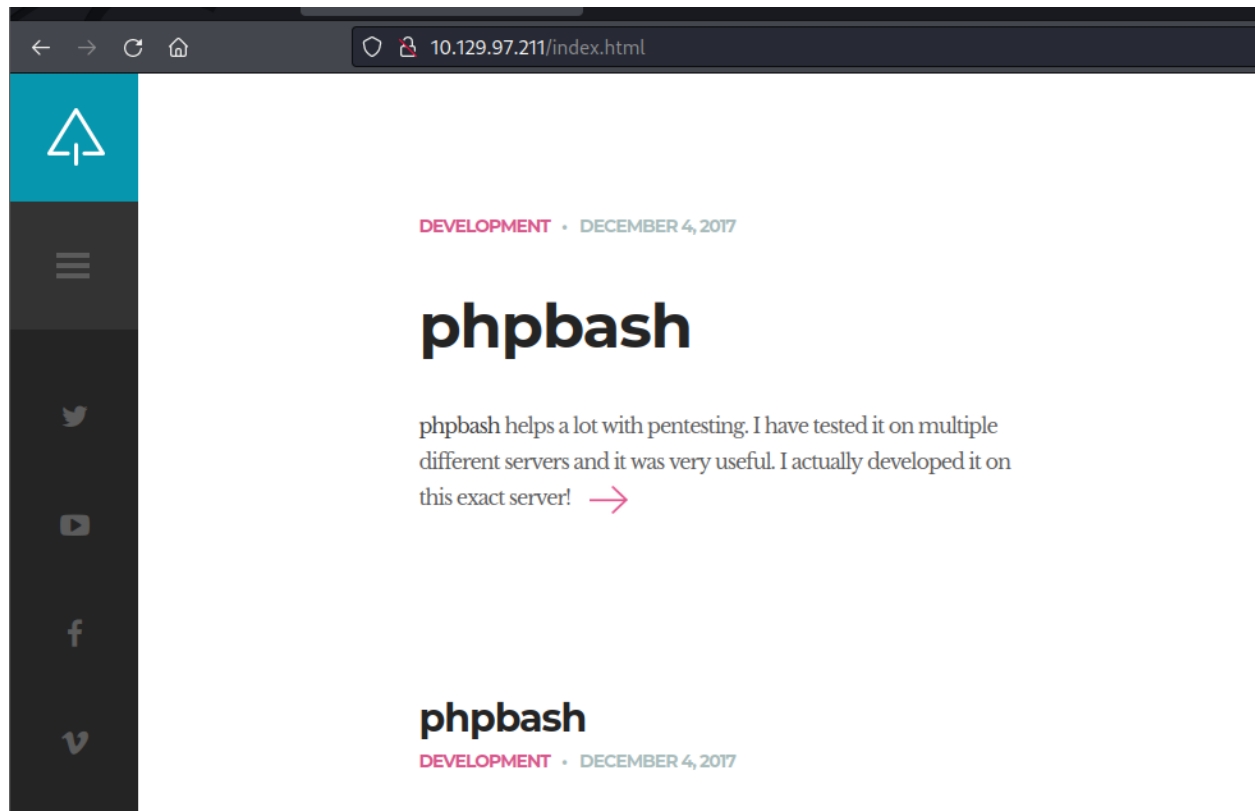 10.129.97.211/index.html
DEVELOPMENT • DECEMBER 4, 2017
phpbash
phpbash helps a lot with pentesting. I have tested it on multiple
different servers and it was very useful. I actually developed it on
this exact server!
phpbash
DEVELOPMENT • DECEMBER 4, 2017